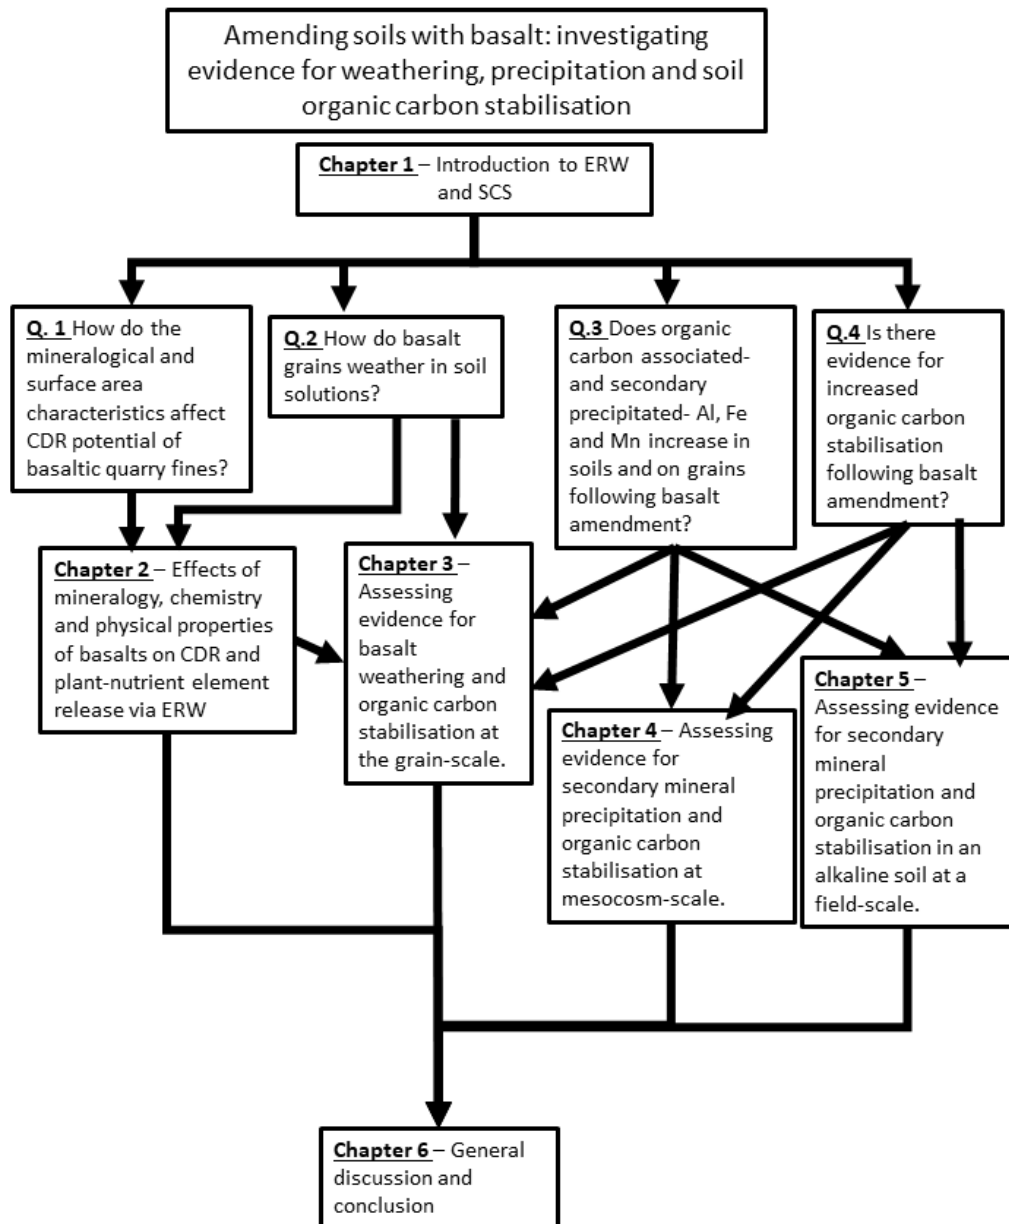 Amending soils with basalt: investigating
evidence for weathering, precipitation and soil
organic carbon stabilisation
Chapter 1 – Introduction to ERW
and SCS
Q. 1 How do the
mineralogical and
surface area
characteristics affect
CDR potential of
basaltic quarry fines?
Q.2 How do basalt
grains weather in soil
solutions?
Q.3 Does organic
carbon associated-
and secondary
precipitated- Al, Fe
and Mn increase in
soils and on grains
following basalt
amendment?
Q.4 Is there
evidence for
increased
organic carbon
stabilisation
following basalt
amendment?
Chapter 2 – Effects of
mineralogy, chemistry
and physical properties
of basalts on CDR and
plant-nutrient element
release via ERW
Chapter 3 –
Assessing
evidence for
basalt
weathering and
organic carbon
stabilisation at
the grain-scale.
Chapter 4 – Assessing
evidence for
secondary mineral
precipitation and
organic carbon
stabilisation at
mesocosm-scale.
Chapter 5 –
Assessing evidence
for secondary
mineral
precipitation and
organic carbon
stabilisation in an
alkaline soil at a
field-scale.
Chapter 6 – General
discussion and
conclusion